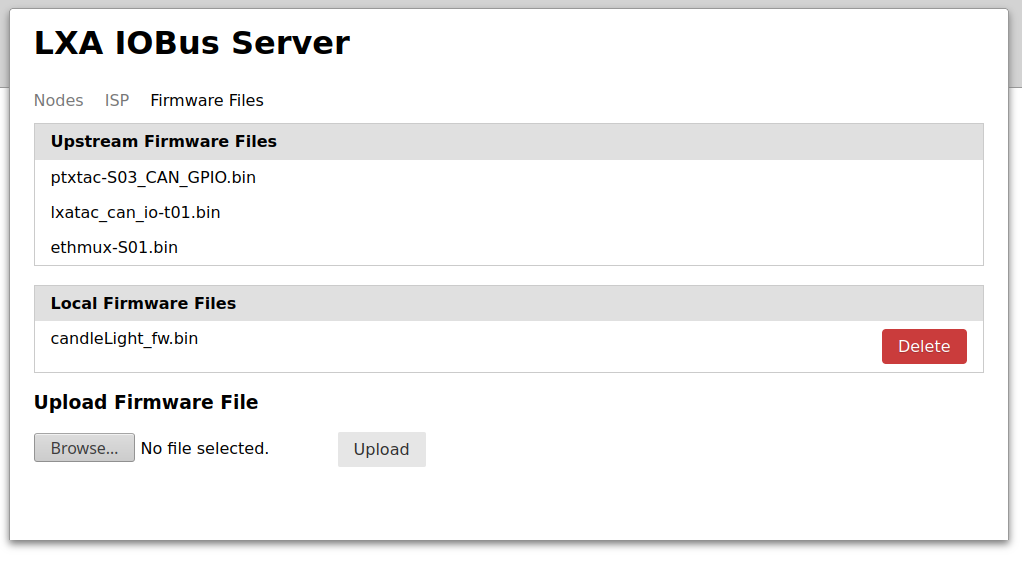 LXA IOBus Server
Nodes ISP Firmware Files
Upstream Firmware Files
ptxtac-S03_CAN_GPIO.bin
lxatac_can_io-t01.bin
ethmux-S01.bin
Local Firmware Files
candleLight_fw.bin Delete
Upload Firmware File
Browse... No file selected. Upload